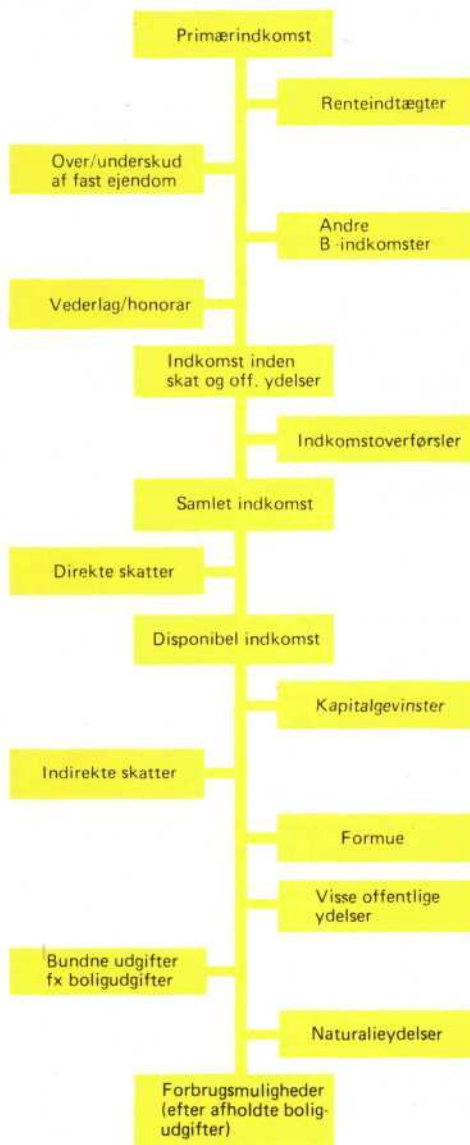 Primærindkomst
Renteindtægter
Over/underskud
af fast ejendom
Andre
B-indkomster
Vederlag/honorar
Indkomst inden
skat og off. ydelser
Indkomstoverførsler
Samlet indkomst
Direkte skatter
Disponibel indkomst
Kapitalgevinster
Indirekte skatter
Formue
Visse offentlige
ydelser
Bundne udgifter
fx boligudgifter
Naturalieydelser
Forbrugsmuligheder
(efter afholdte bolig-
udgifter)